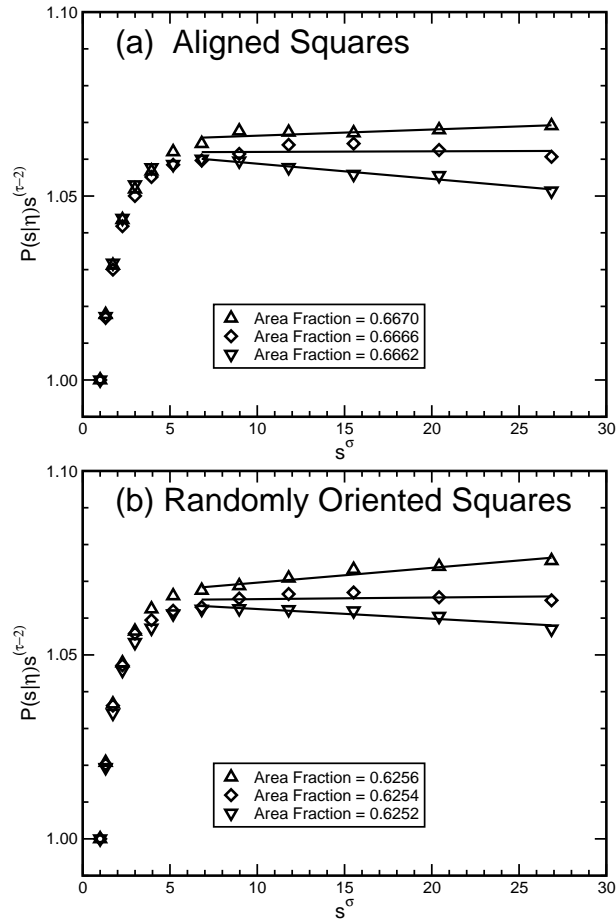 (a) Aligned Squares
1.10
1.05
1.00
P(s|η)s^(τ−2)
Area Fraction = 0.6670
Area Fraction = 0.6666
Area Fraction = 0.6662
0 5 10 15 20 25 30
s^σ
(b) Randomly Oriented Squares
1.10
1.05
1.00
P(s|η)s^(τ−2)
Area Fraction = 0.6256
Area Fraction = 0.6254
Area Fraction = 0.6252
0 5 10 15 20 25 30
s^σ